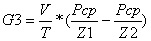 G3 = V/T * (Pcp/Z1 − Pcp/Z2)